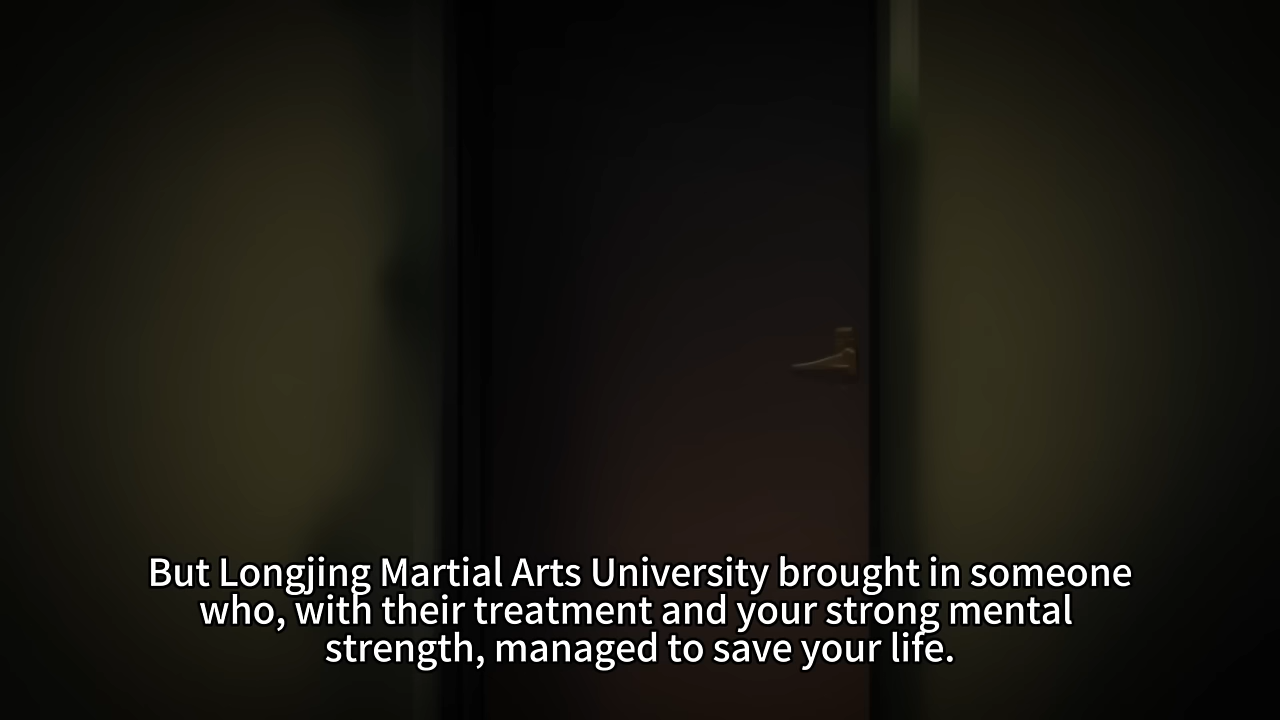 But Longjing Martial Arts University brought in someone
who, with their treatment and your strong mental
strength, managed to save your life.